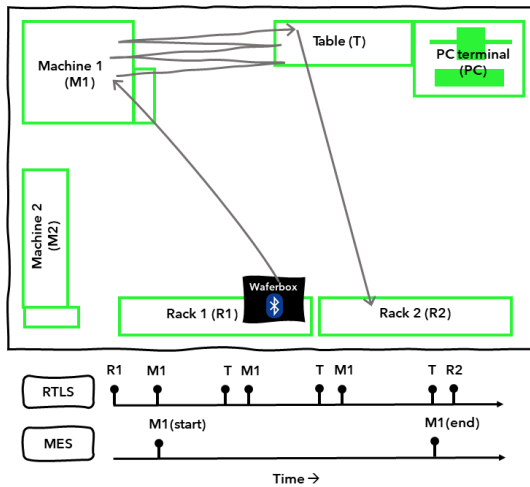 Machine 1
(M1)
Table (T)
PC terminal
(PC)
Machine 2
(M2)
Waferbox
Rack 1 (R1)
Rack 2 (R2)
R1 M1 T M1 T M1 T R2
RTLS
M1(start) M1(end)
MES
Time →